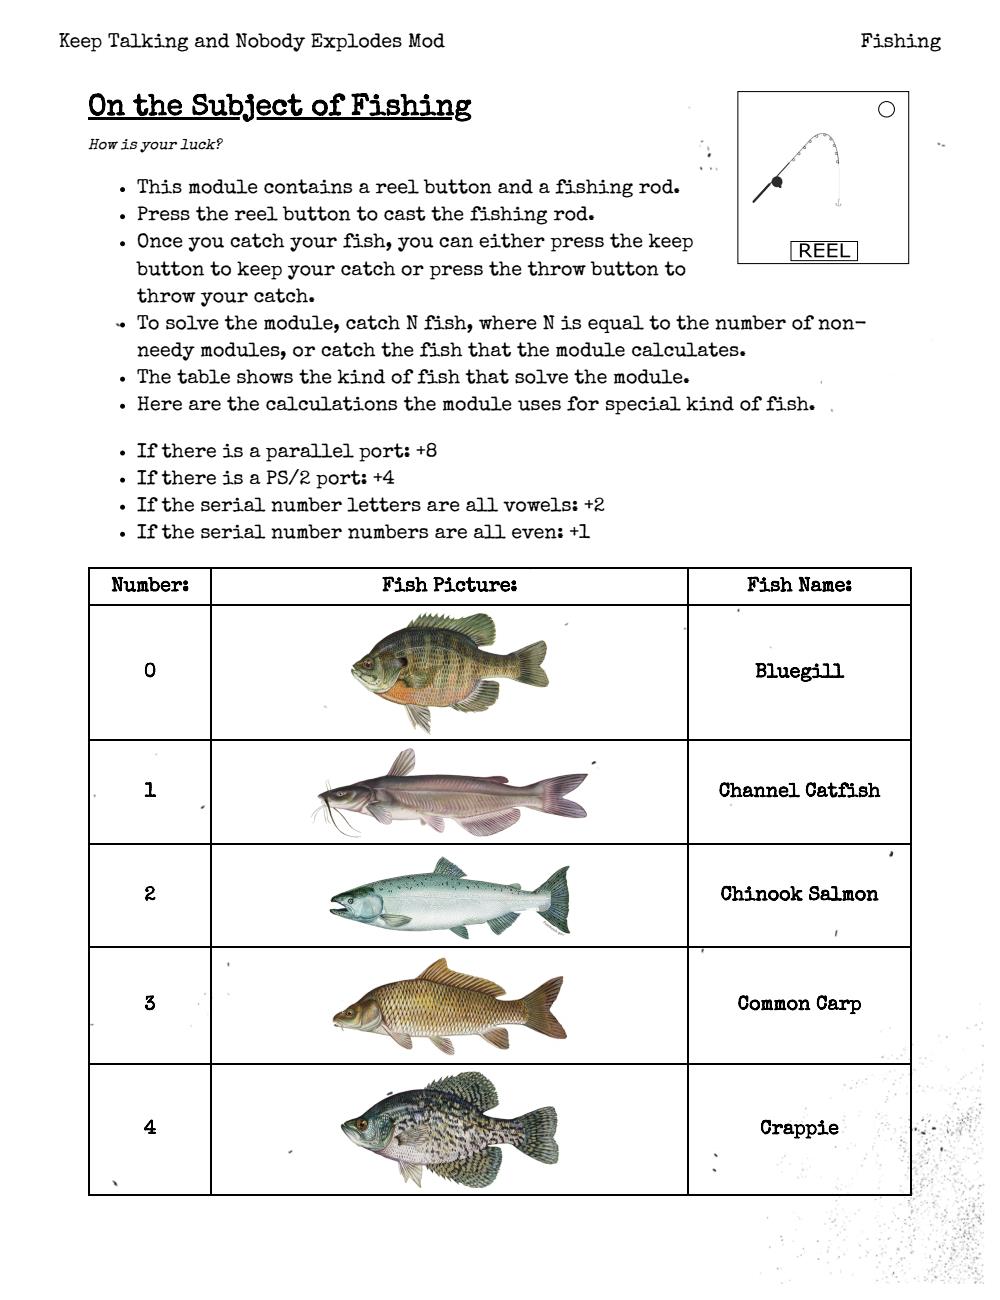 Keep Talking and Nobody Explodes Mod
Fishing
On the Subject of Fishing
How is your luck?
• This module contains a reel button and a fishing rod.
• Press the reel button to cast the fishing rod.
• Once you catch your fish, you can either press the keep
button to keep your catch or press the throw button to
throw your catch.
• To solve the module, catch N fish, where N is equal to the number of non-
needy modules, or catch the fish that the module calculates.
• The table shows the kind of fish that solve the module.
• Here are the calculations the module uses for special kind of fish.
REEL
• If there is a parallel port: +8
• If there is a PS/2 port: +4
• If the serial number letters are all vowels: +2
• If the serial number numbers are all even: +1
Number: Fish Picture: Fish Name:
0 Bluegill
1 Channel Catfish
2 Chinook Salmon
3 Common Carp
4 Crappie